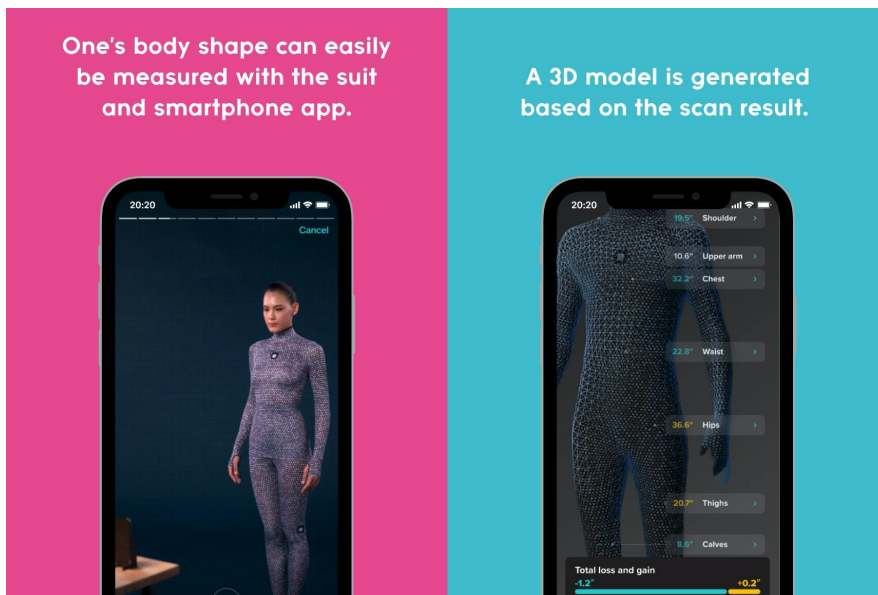 One's body shape can easily
be measured with the suit
and smartphone app.
20:20
Cancel
A 3D model is generated
based on the scan result.
20:20
19.5" Shoulder
10.6" Upper arm
32.2" Chest
22.8" Waist
36.6" Hips
20.7" Thighs
8.6" Calves
Total loss and gain
-1.2" +0.2"